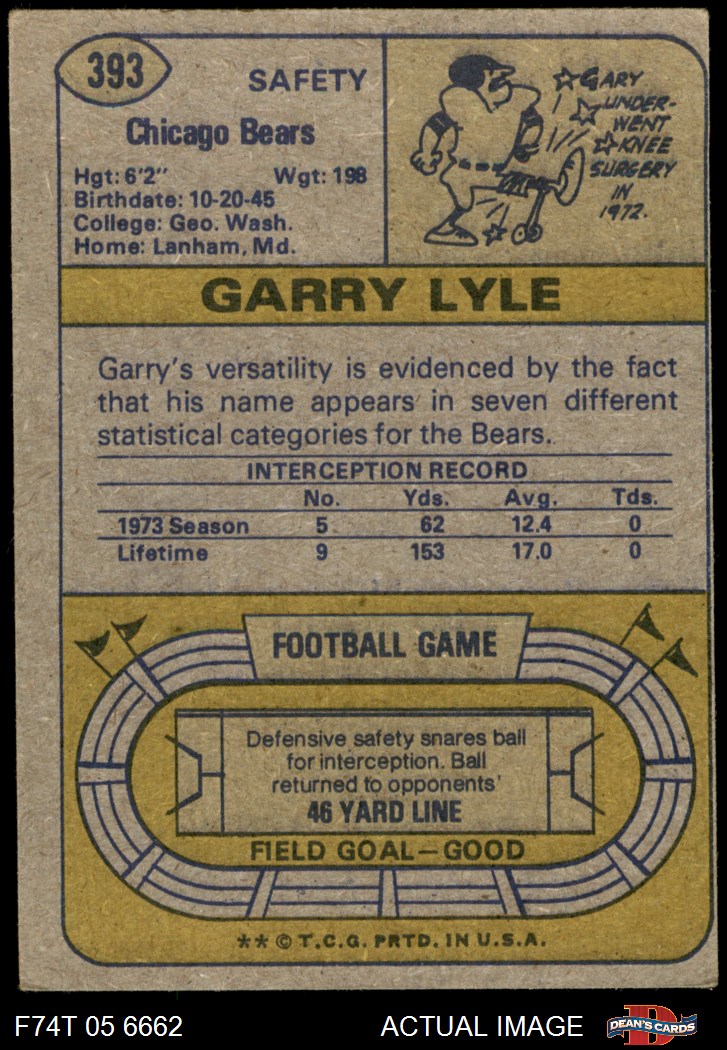 393
SAFETY
Chicago Bears
Hgt: 6'2" Wgt: 198
Birthdate: 10-20-45
College: Geo. Wash.
Home: Lanham, Md.
GARY
UNDER-
WENT
KNEE
SURGERY
IN
1972.
GARRY LYLE
Garry's versatility is evidenced by the fact
that his name appears in seven different
statistical categories for the Bears.
INTERCEPTION RECORD
No. Yds. Avg. Tds.
1973 Season 5 62 12.4 0
Lifetime 9 153 17.0 0
FOOTBALL GAME
Defensive safety snares ball
for interception. Ball
returned to opponents'
46 YARD LINE
FIELD GOAL—GOOD
** © T.C.G. PRTD. IN U.S.A.
F74T 05 6662 ACTUAL IMAGE
D
DEAN'S CARDS